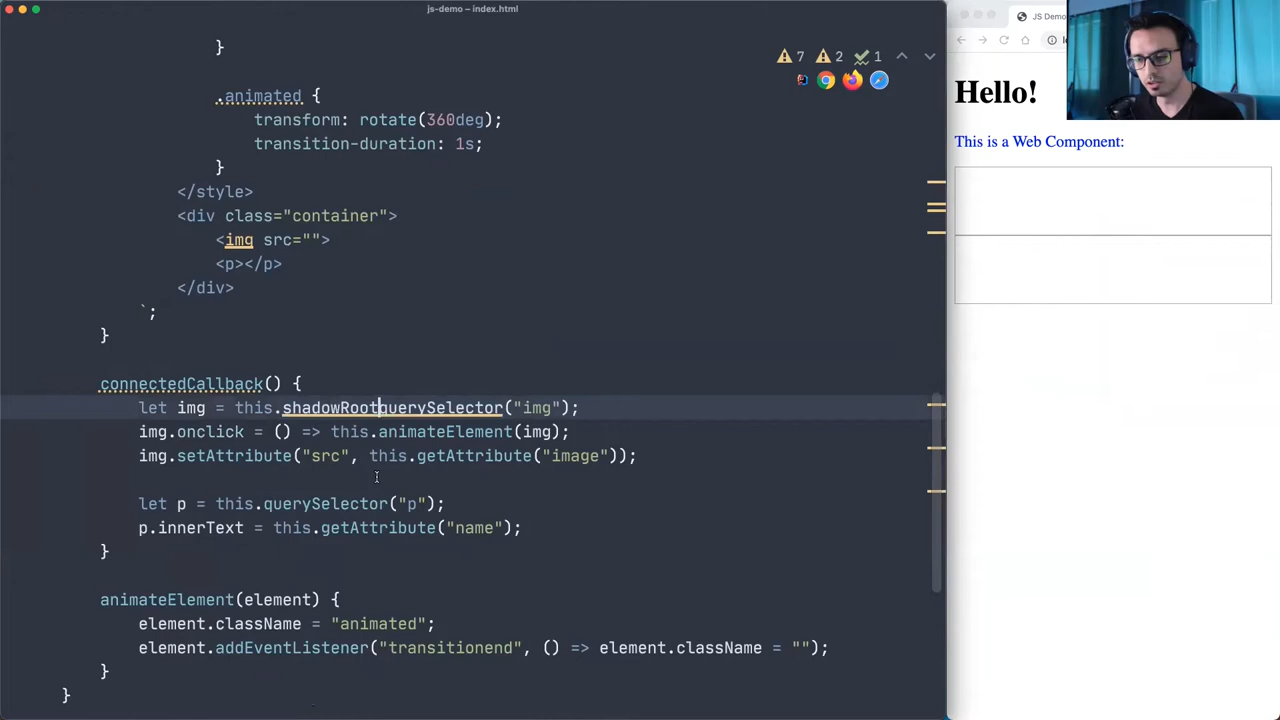 js-demo – index.html
}
7 2 1
.animated {
transform: rotate(360deg);
transition-duration: 1s;
}
</style>
<div class="container">
<img src="">
<p></p>
</div>
`;
}
connectedCallback() {
let img = this.shadowRootquerySelector("img");
img.onclick = () => this.animateElement(img);
img.setAttribute("src", this.getAttribute("image"));
let p = this.querySelector("p");
p.innerText = this.getAttribute("name");
}
animateElement(element) {
element.className = "animated";
element.addEventListener("transitionend", () => element.className = "");
}
}
JS Demo
Hello!
This is a Web Component: